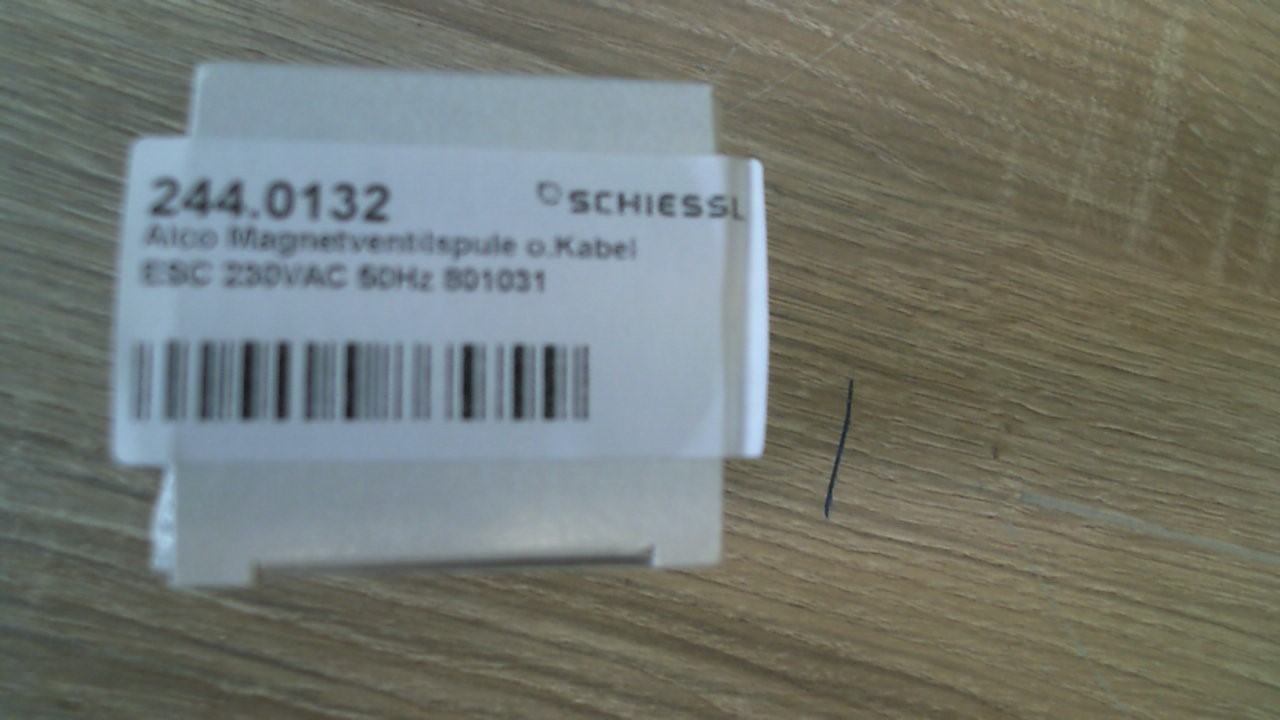 244.0132
SCHIESSL
Alco Magnetventilspule o.Kabel
ESC 230VAC 50Hz 801031